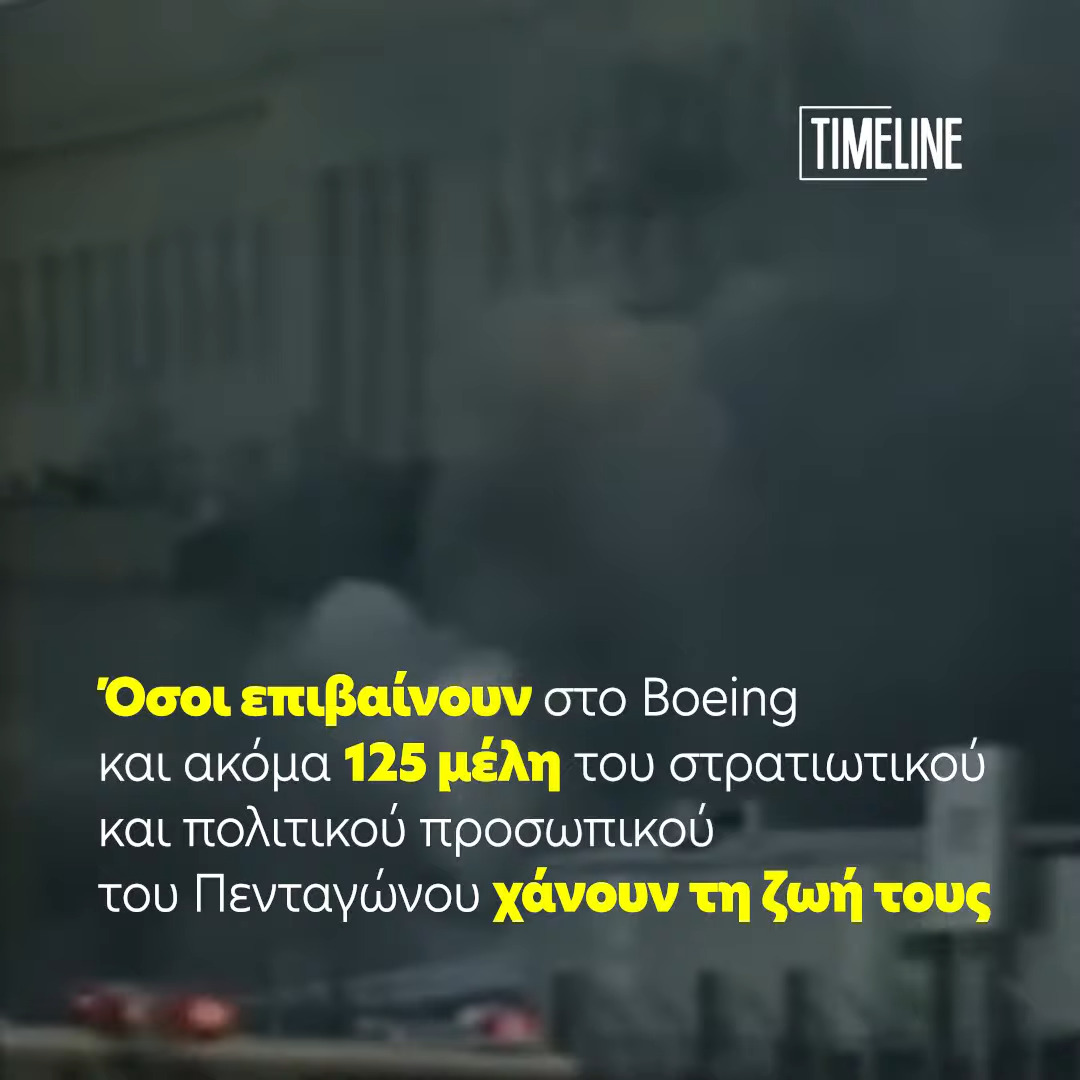 TIMELINE
Όσοι επιβαίνουν στο Boeing
και ακόμα 125 μέλη του στρατιωτικού
και πολιτικού προσωπικού
του Πενταγώνου χάνουν τη ζωή τους